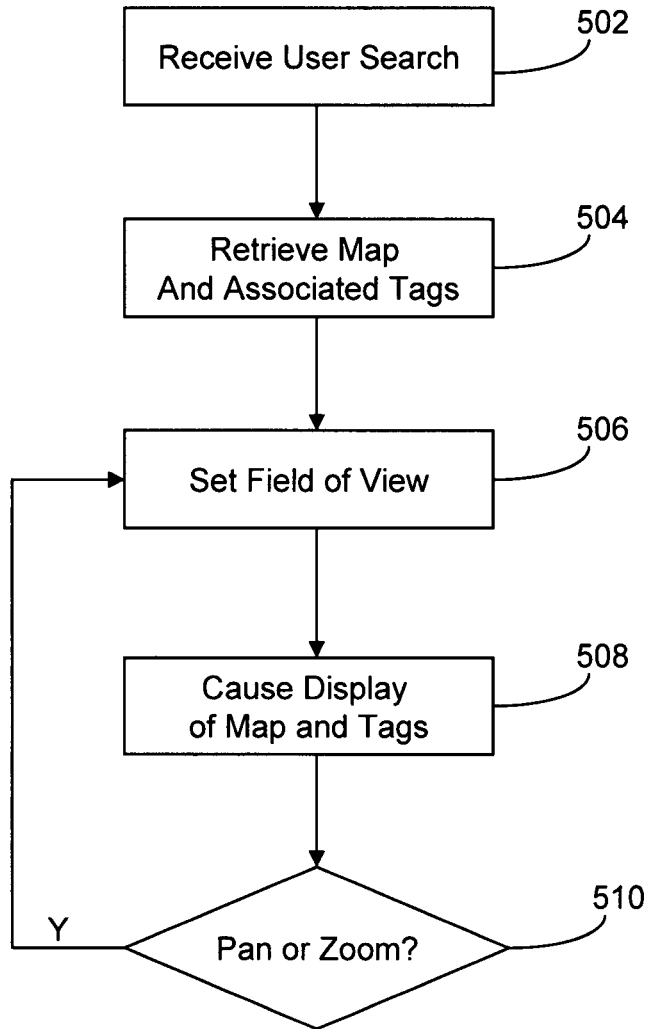 502
Receive User Search
504
Retrieve Map
And Associated Tags
506
Set Field of View
508
Cause Display
of Map and Tags
510
Y
Pan or Zoom?